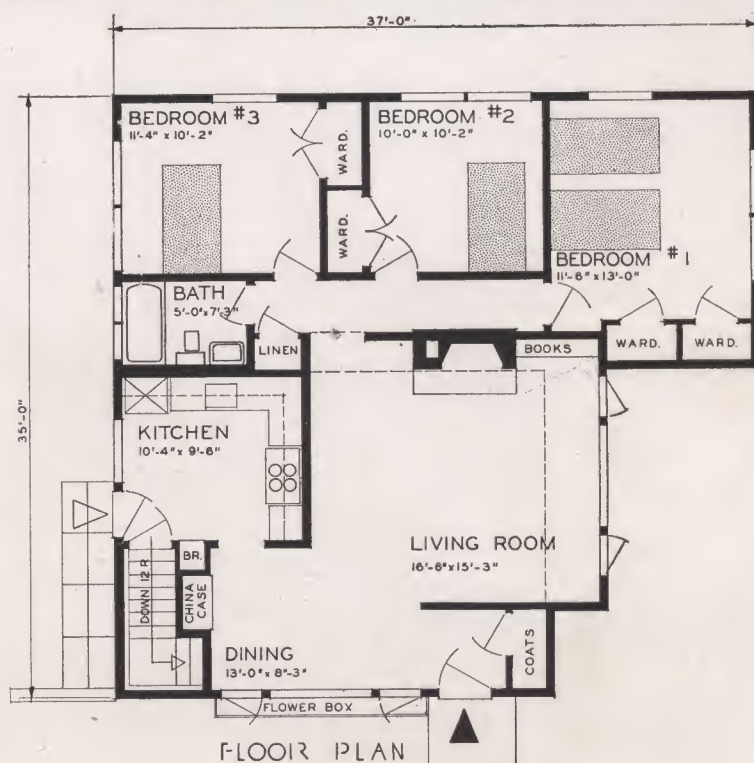 37'-0"
35'-0"
BEDROOM #3
11'-4" x 10'-2"
WARD.
WARD.
BEDROOM #2
10'-0" x 10'-2"
BEDROOM #1
11'-6" x 13'-0"
WARD.
WARD.
BATH
5'-0" x 7'-3"
LINEN
BOOKS
KITCHEN
10'-4" x 9'-6"
LIVING ROOM
16'-6" x 15'-3"
DOWN 12 R
BR.
CHINA
CASE
DINING
13'-0" x 8'-3"
COATS
FLOWER BOX
FLOOR PLAN